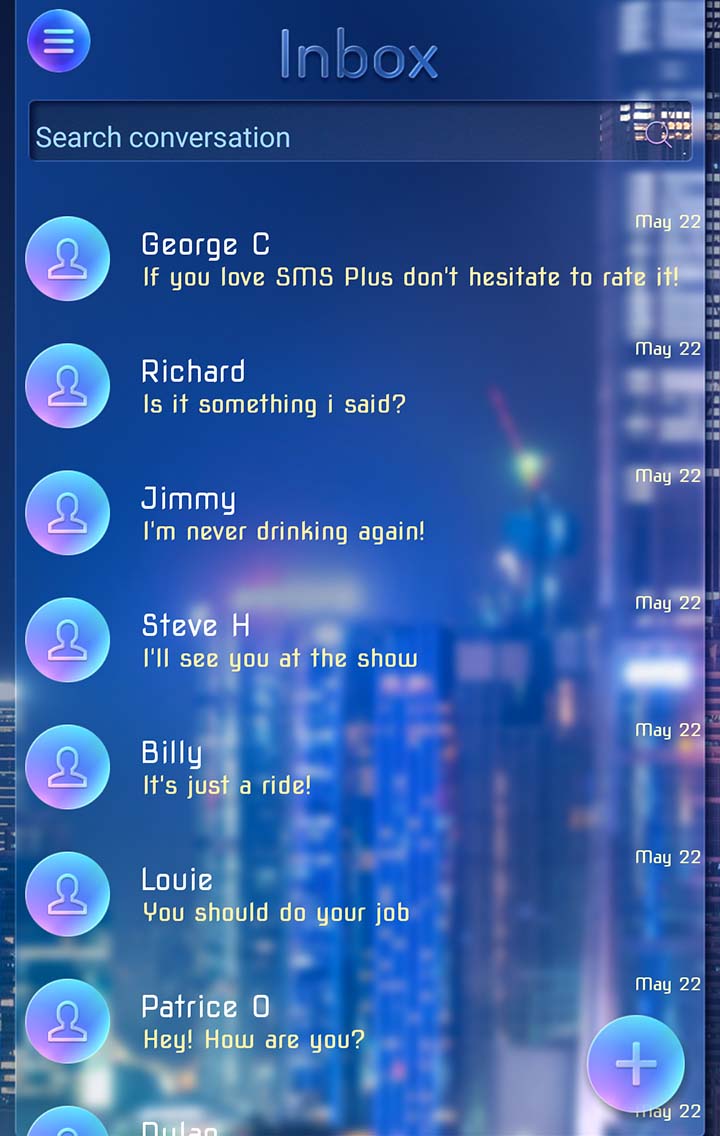 Inbox
Search conversation
May 22
George C
If you love SMS Plus don't hesitate to rate it!
May 22
Richard
Is it something i said?
May 22
Jimmy
I'm never drinking again!
May 22
Steve H
I'll see you at the show
May 22
Billy
It's just a ride!
May 22
Louie
You should do your job
May 22
Patrice O
Hey! How are you?
May 22
Dylan